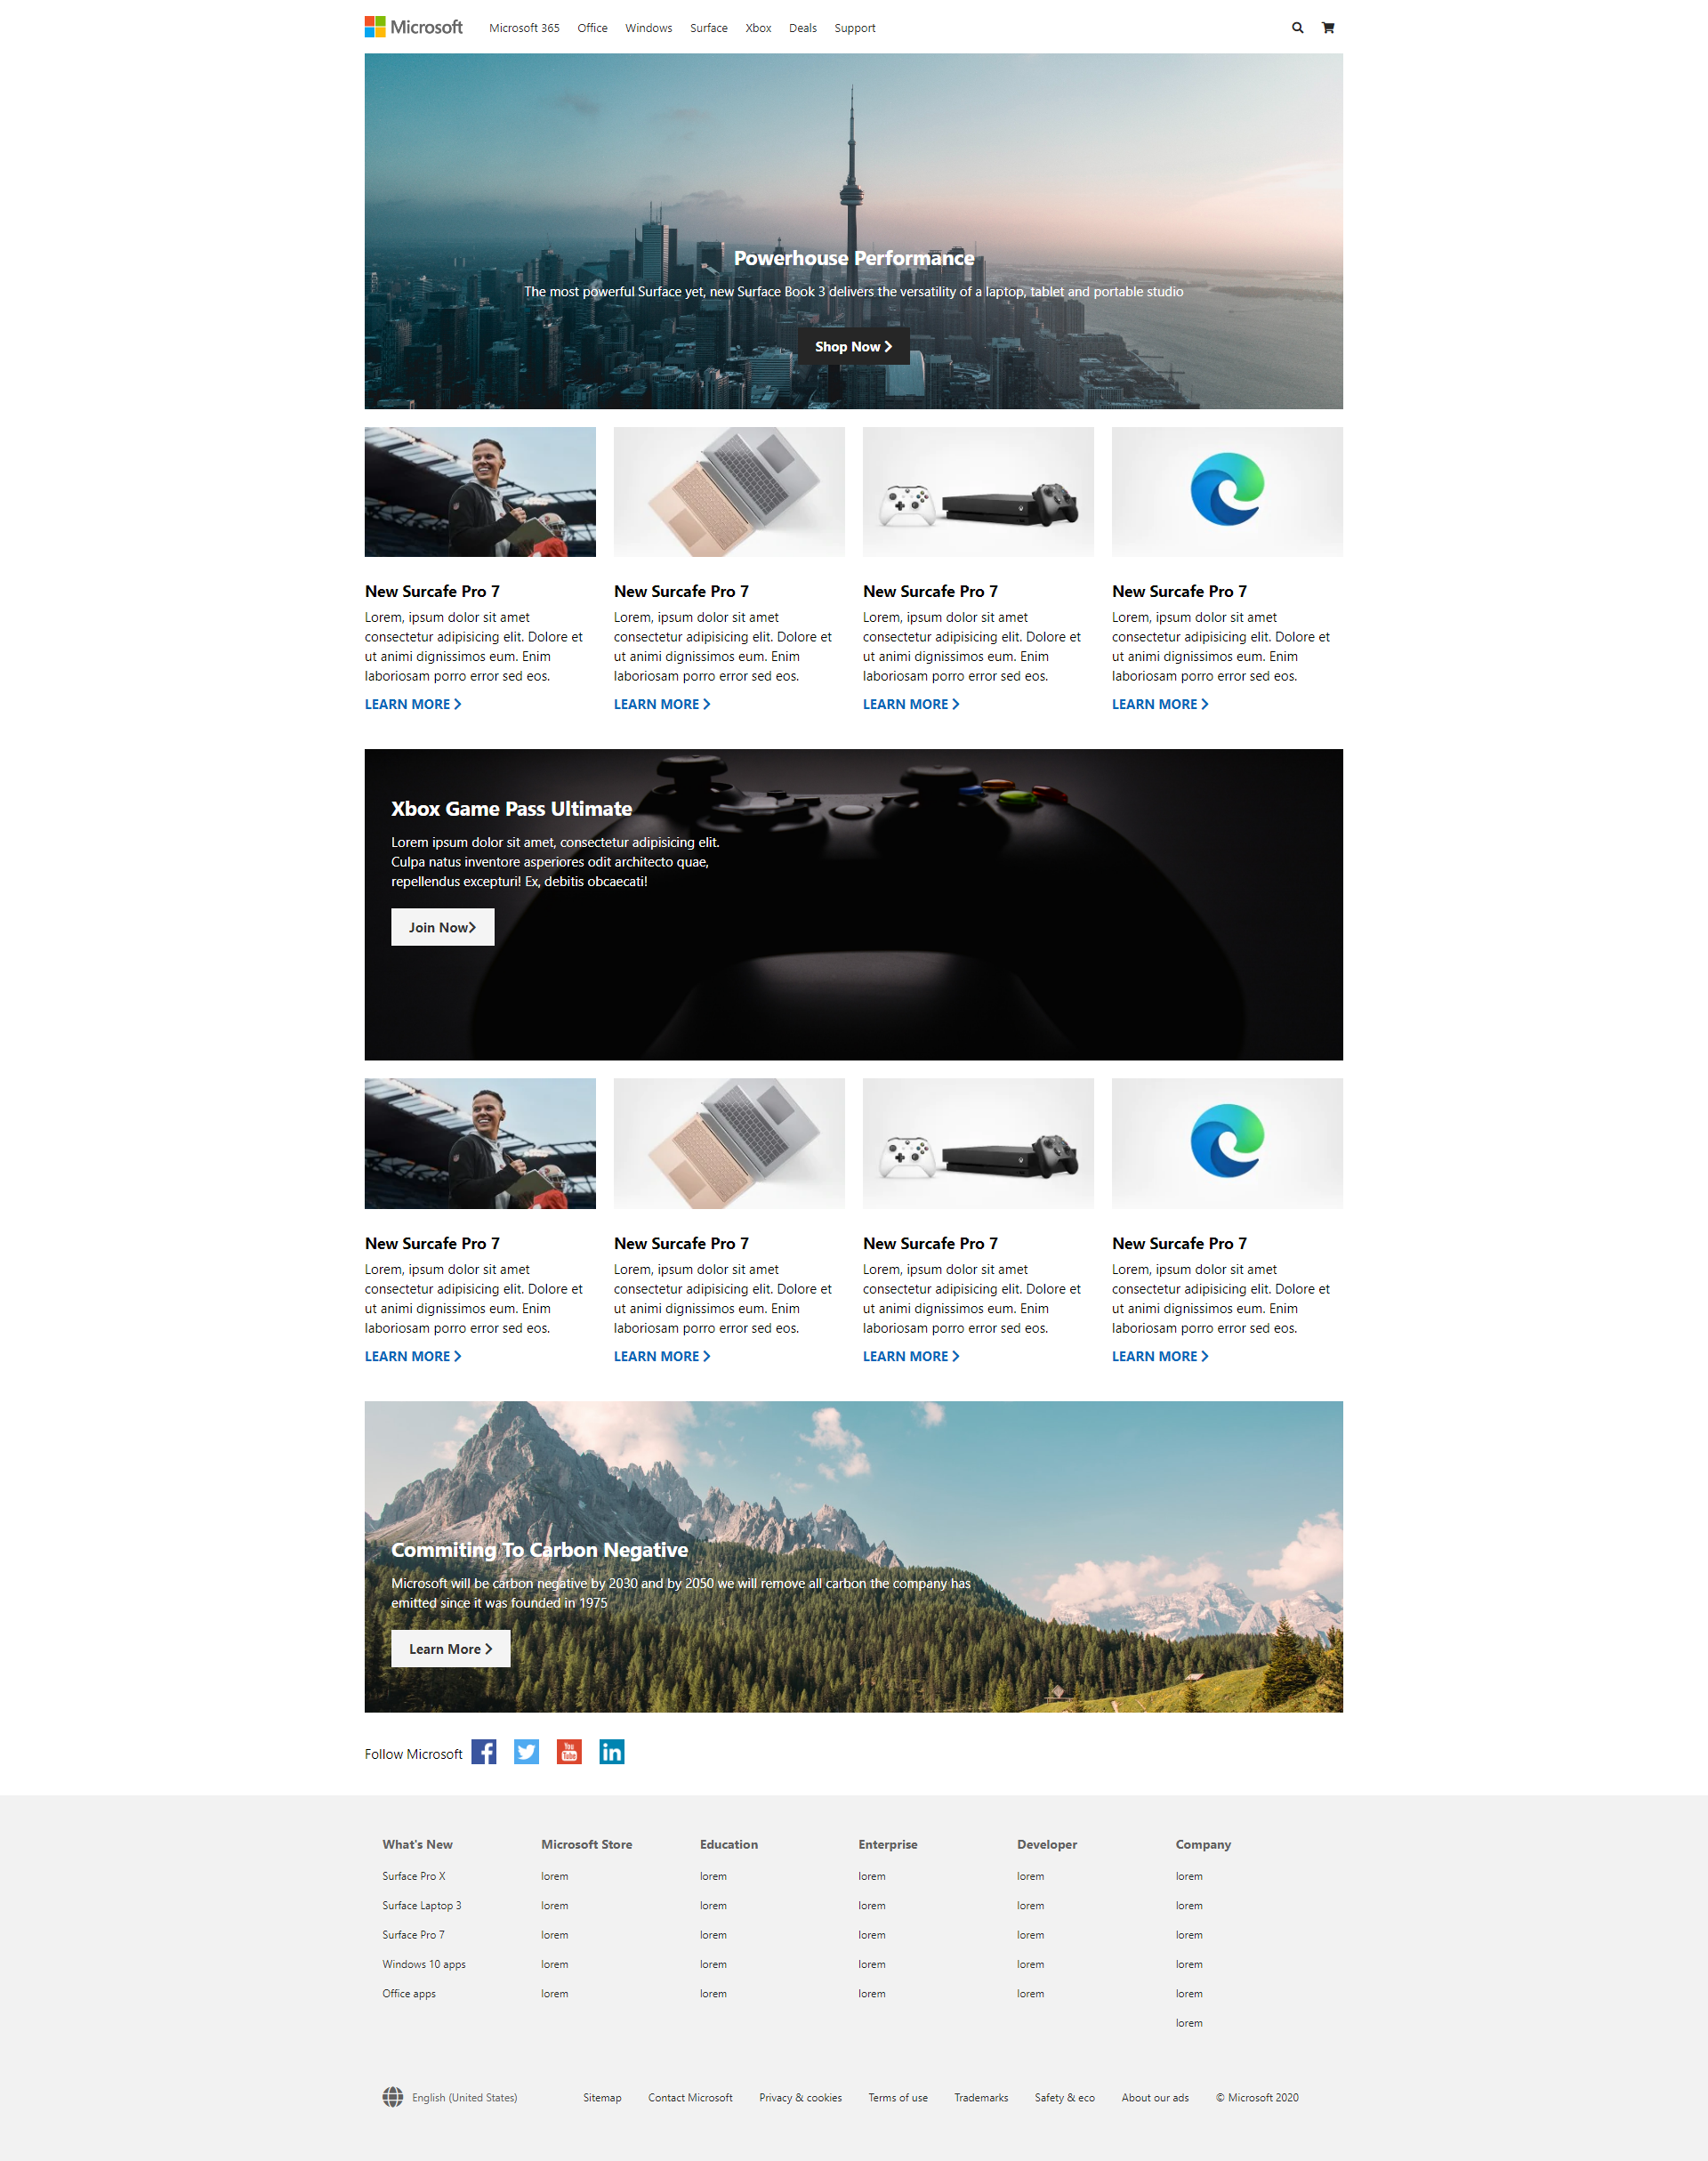 Microsoft
Microsoft 365 Office Windows Surface Xbox Deals Support
Powerhouse Performance
The most powerful Surface yet, new Surface Book 3 delivers the versatility of a laptop, tablet and portable studio
Shop Now
New Surcafe Pro 7
Lorem, ipsum dolor sit amet
consectetur adipisicing elit. Dolore et
ut animi dignissimos eum. Enim
laboriosam porro error sed eos.
LEARN MORE
New Surcafe Pro 7
Lorem, ipsum dolor sit amet
consectetur adipisicing elit. Dolore et
ut animi dignissimos eum. Enim
laboriosam porro error sed eos.
LEARN MORE
New Surcafe Pro 7
Lorem, ipsum dolor sit amet
consectetur adipisicing elit. Dolore et
ut animi dignissimos eum. Enim
laboriosam porro error sed eos.
LEARN MORE
New Surcafe Pro 7
Lorem, ipsum dolor sit amet
consectetur adipisicing elit. Dolore et
ut animi dignissimos eum. Enim
laboriosam porro error sed eos.
LEARN MORE
Xbox Game Pass Ultimate
Lorem ipsum dolor sit amet, consectetur adipisicing elit.
Culpa natus inventore asperiores odit architecto quae,
repellendus excepturi! Ex, debitis obcaecati!
Join Now
New Surcafe Pro 7
Lorem, ipsum dolor sit amet
consectetur adipisicing elit. Dolore et
ut animi dignissimos eum. Enim
laboriosam porro error sed eos.
LEARN MORE
New Surcafe Pro 7
Lorem, ipsum dolor sit amet
consectetur adipisicing elit. Dolore et
ut animi dignissimos eum. Enim
laboriosam porro error sed eos.
LEARN MORE
New Surcafe Pro 7
Lorem, ipsum dolor sit amet
consectetur adipisicing elit. Dolore et
ut animi dignissimos eum. Enim
laboriosam porro error sed eos.
LEARN MORE
New Surcafe Pro 7
Lorem, ipsum dolor sit amet
consectetur adipisicing elit. Dolore et
ut animi dignissimos eum. Enim
laboriosam porro error sed eos.
LEARN MORE
Commiting To Carbon Negative
Microsoft will be carbon negative by 2030 and by 2050 we will remove all carbon the company has
emitted since it was founded in 1975
Learn More
Follow Microsoft
You
Tube
in
What's New
Surface Pro X
Surface Laptop 3
Surface Pro 7
Windows 10 apps
Office apps
Microsoft Store
lorem
lorem
lorem
lorem
lorem
Education
lorem
lorem
lorem
lorem
lorem
Enterprise
lorem
lorem
lorem
lorem
lorem
Developer
lorem
lorem
lorem
lorem
lorem
Company
lorem
lorem
lorem
lorem
lorem
lorem
English (United States) Sitemap Contact Microsoft Privacy & cookies Terms of use Trademarks Safety & eco About our ads © Microsoft 2020